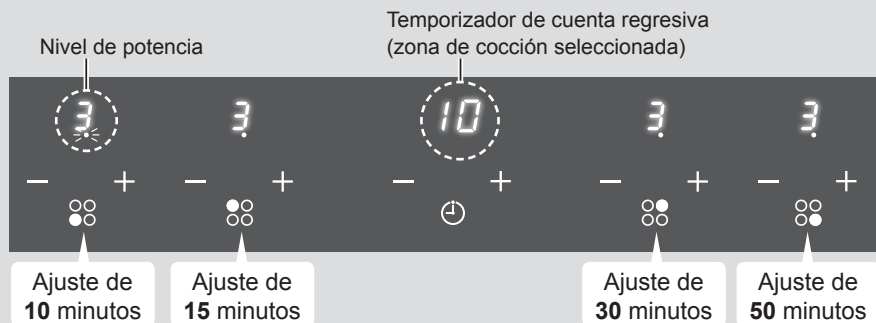 Temporizador de cuenta regresiva
Nivel de potencia
(zona de cocción seleccionada)
3 3 10 3 3
− + − + − + − + − +
Ajuste de
10 minutos
Ajuste de
15 minutos
Ajuste de
30 minutos
Ajuste de
50 minutos